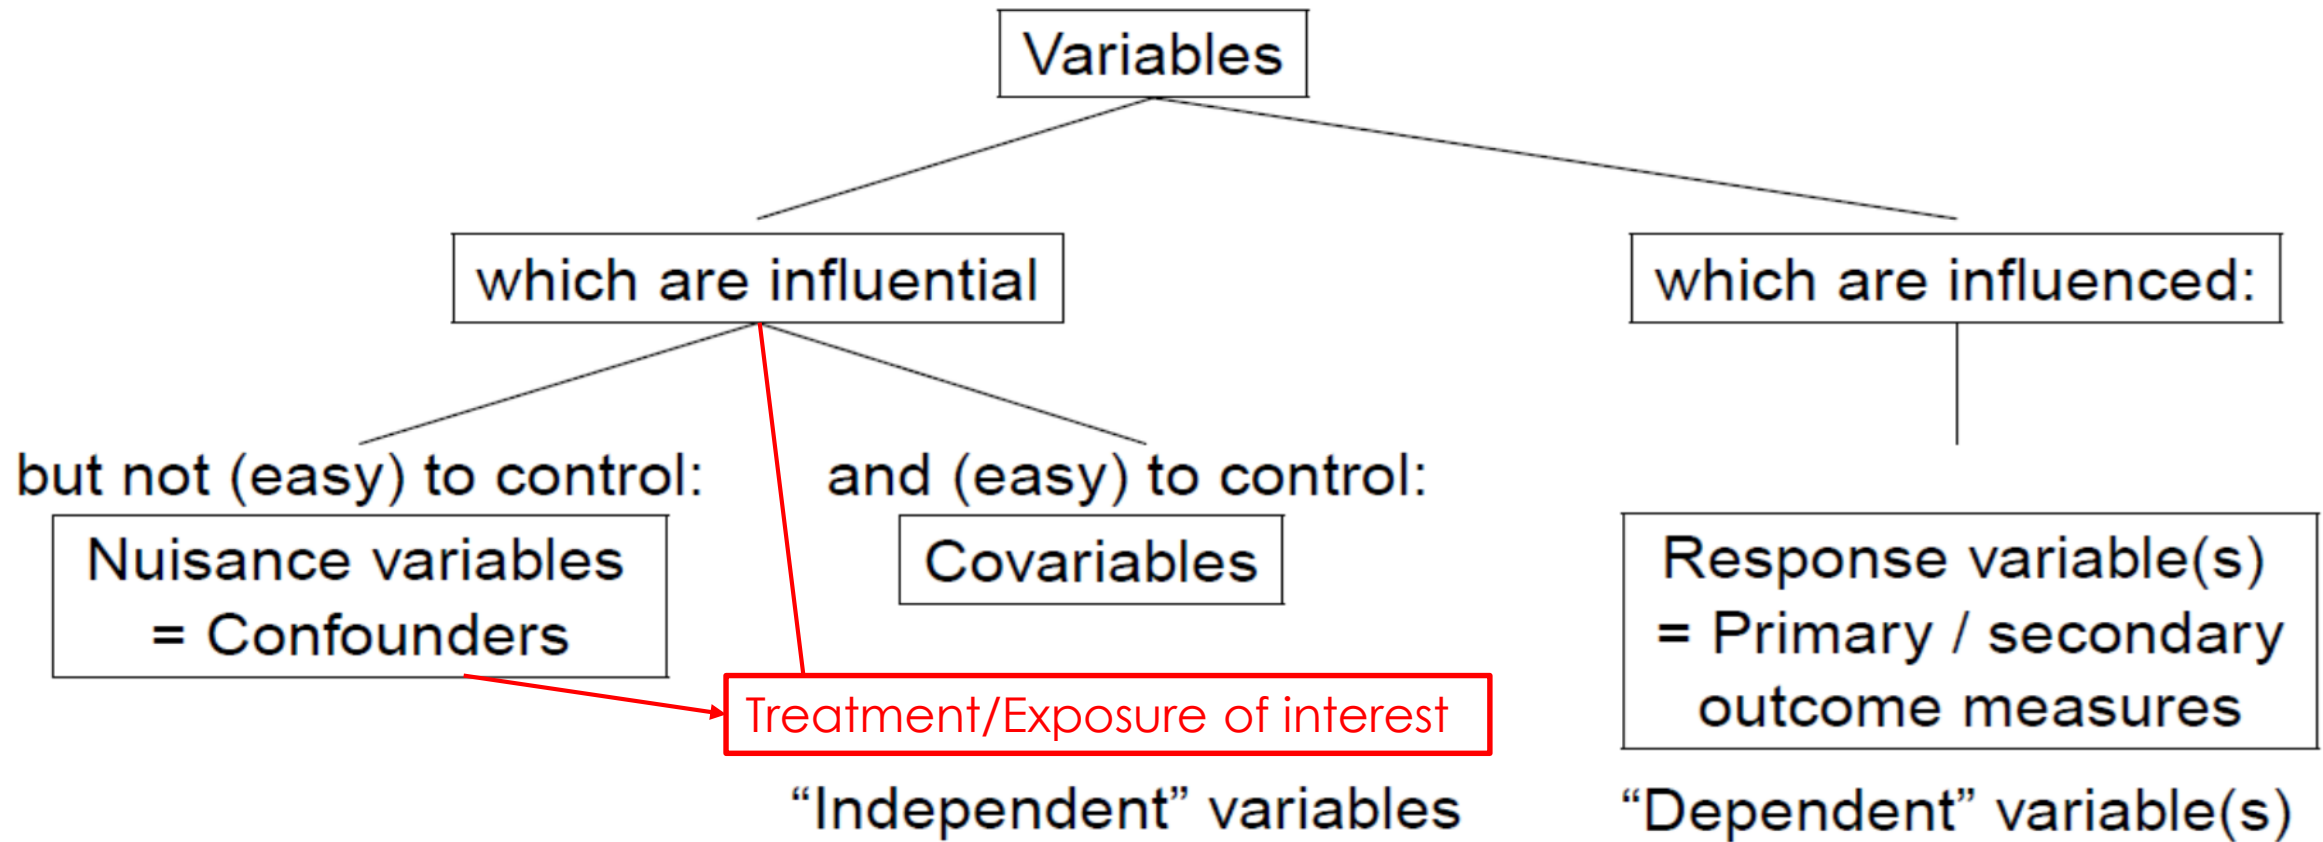 Variables
which are influential
which are influenced:
but not (easy) to control:
and (easy) to control:
Nuisance variables
= Confounders
Covariables
Response variable(s)
= Primary / secondary
outcome measures
Treatment/Exposure of interest
“Independent” variables
“Dependent” variable(s)